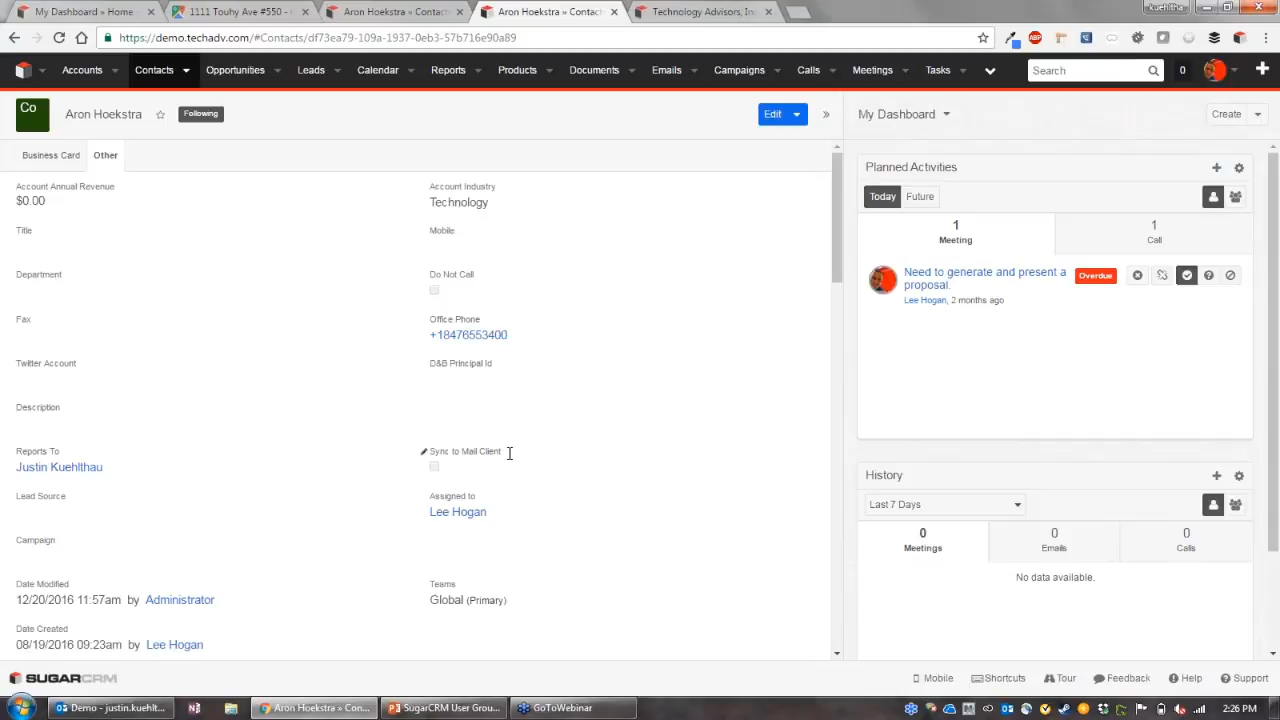 My Dashboard » Home
1111 Touhy Ave #550 -
Aron Hoekstra » Contac
Aron Hoekstra » Contac
Technology Advisors, In
kuehltha
https://demo.techadv.com/#Contacts/df73ea79-109a-1937-0eb3-57b716e90a89
ABP
Accounts
Contacts
Opportunities
Leads
Calendar
Reports
Products
Documents
Emails
Campaigns
Calls
Meetings
Tasks
Search
0
Co
Aron Hoekstra
Following
Edit
»
My Dashboard
Create
Business Card
Other
Planned Activities
Account Annual Revenue
Account Industry
$0.00
Technology
Today
Future
Title
Mobile
1
Meeting
1
Call
Department
Do Not Call
Need to generate and present a
proposal.
Overdue
Lee Hogan, 2 months ago
Fax
Office Phone
+18476553400
Twitter Account
D&B Principal Id
Description
Reports To
Sync to Mail Client
Justin Kuehlthau
History
Lead Source
Assigned to
Lee Hogan
Last 7 Days
0
Meetings
0
Emails
0
Calls
Campaign
No data available.
Date Modified
Teams
12/20/2016 11:57am by Administrator
Global (Primary)
Date Created
08/19/2016 09:23am by Lee Hogan
SUGARCRM
Mobile
Shortcuts
Tour
Feedback
Help
Support
Demo - justin.kuehlt...
Aron Hoekstra » Con...
SugarCRM User Grou...
GoToWebinar
2:26 PM